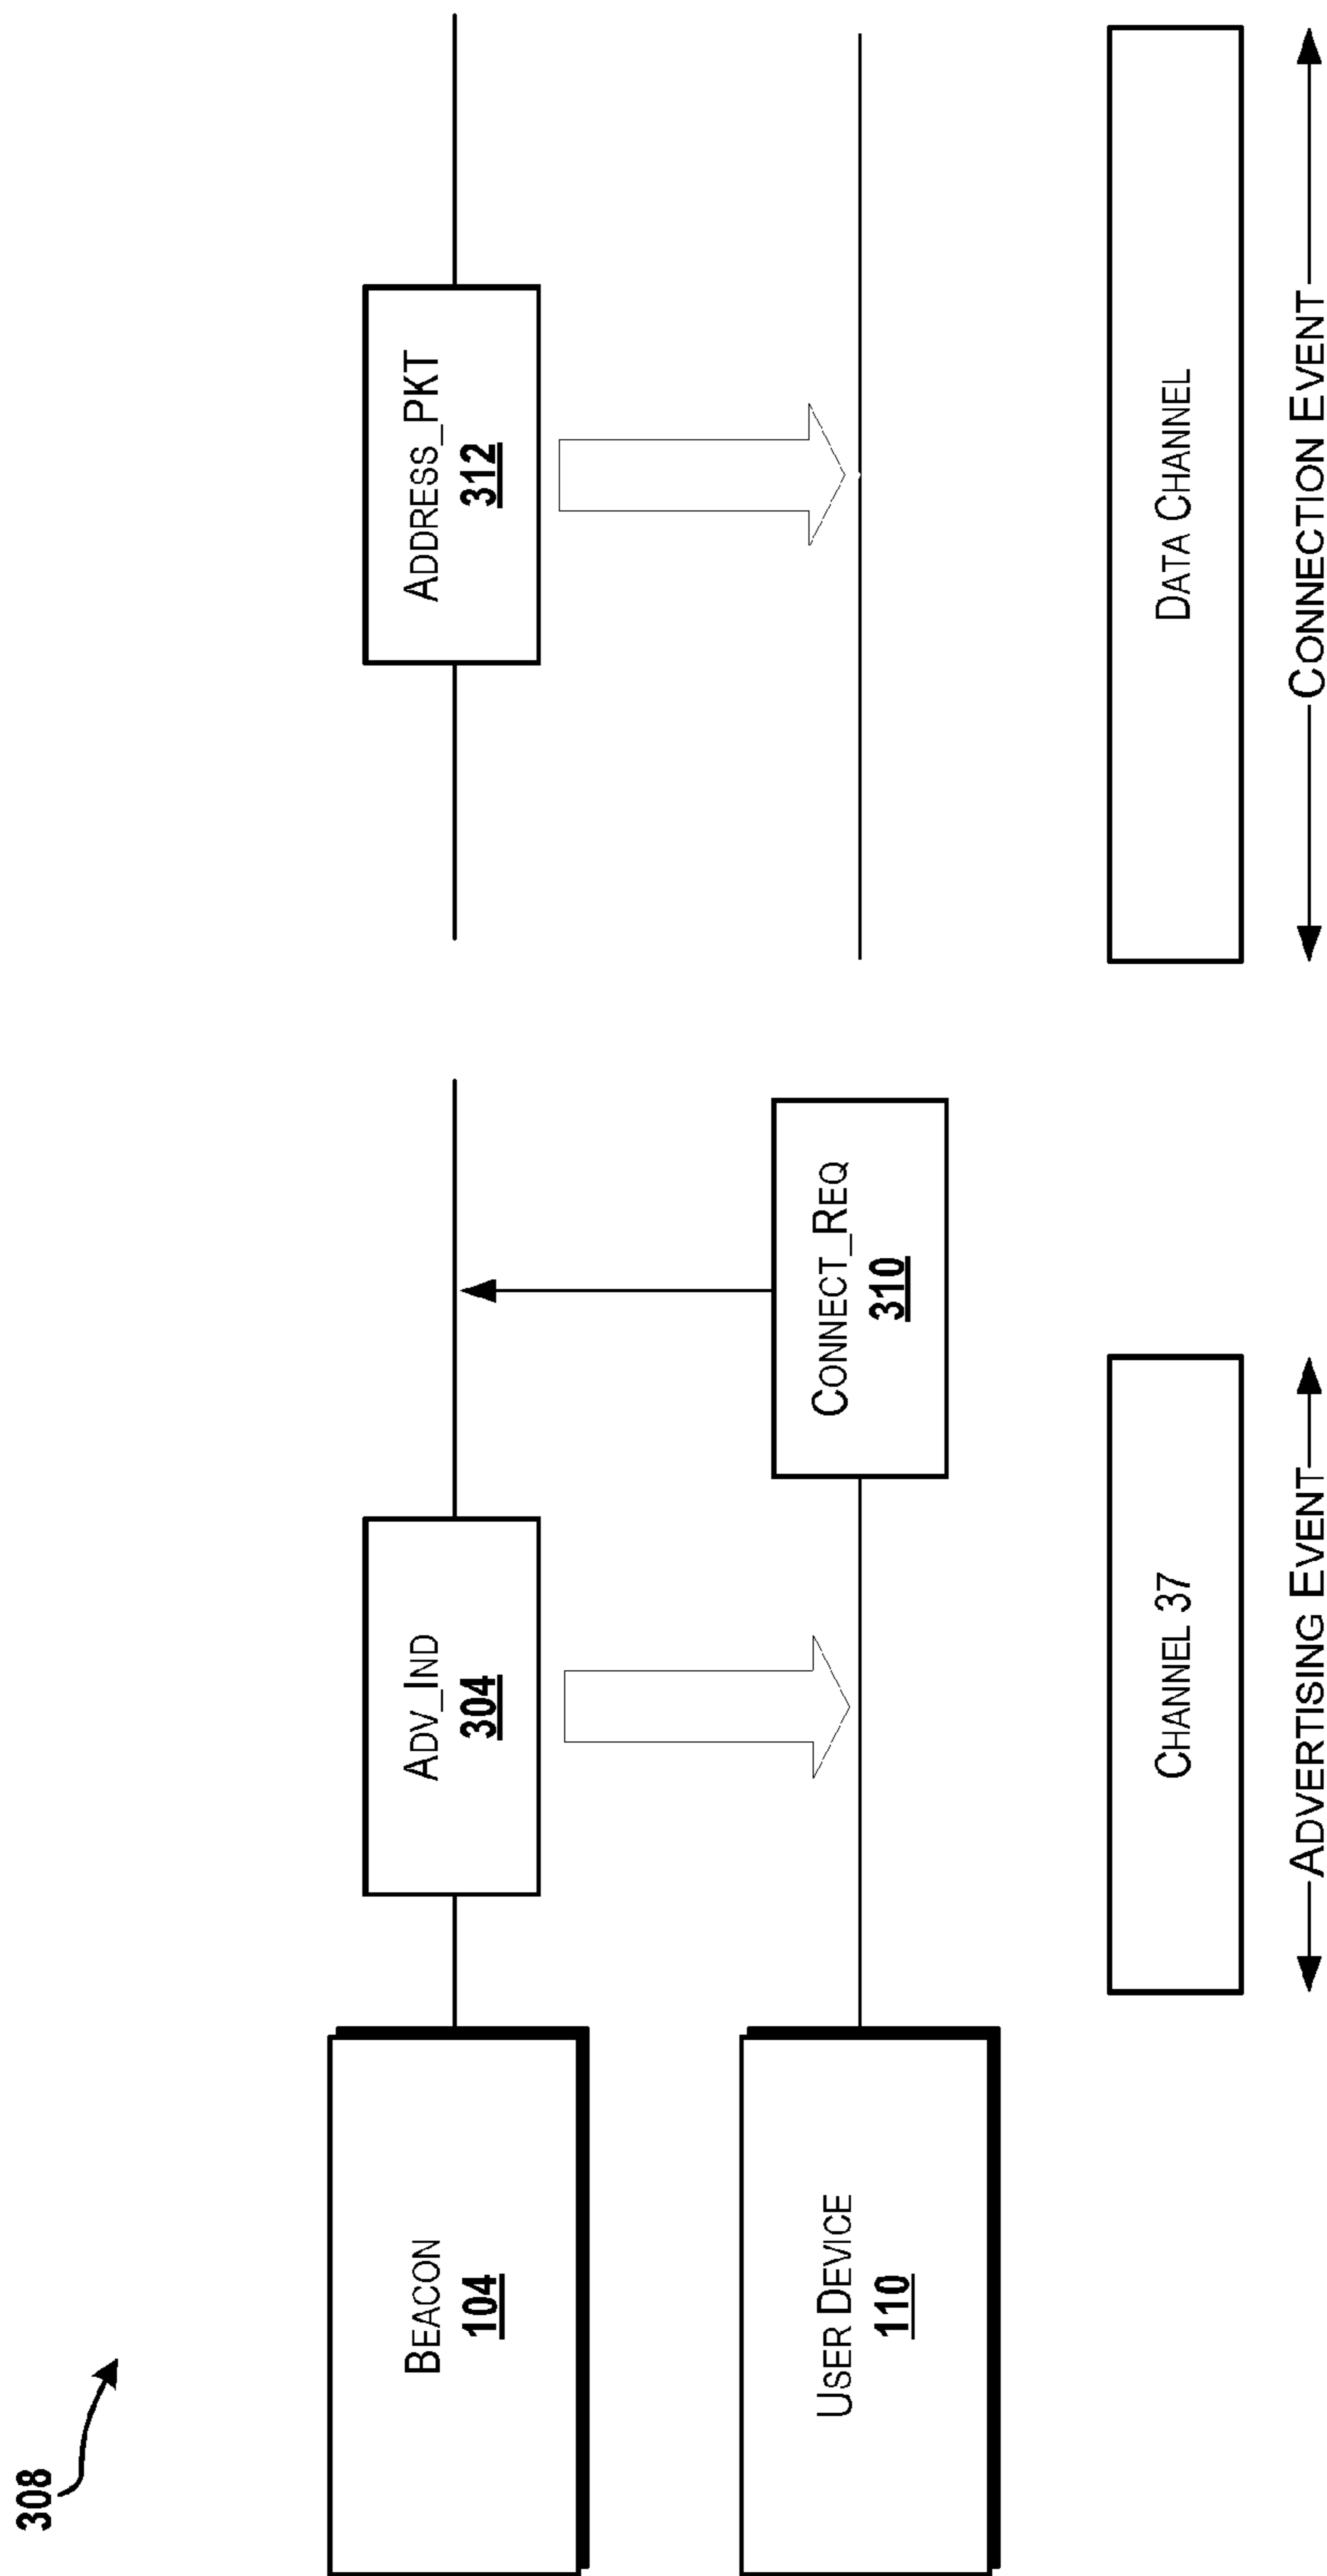 308
BEACON
104
ADV_IND
304
ADDRESS_PKT
312
USER DEVICE
110
CONNECT_REQ
310
CHANNEL 37
DATA CHANNEL
ADVERTISING EVENT
CONNECTION EVENT